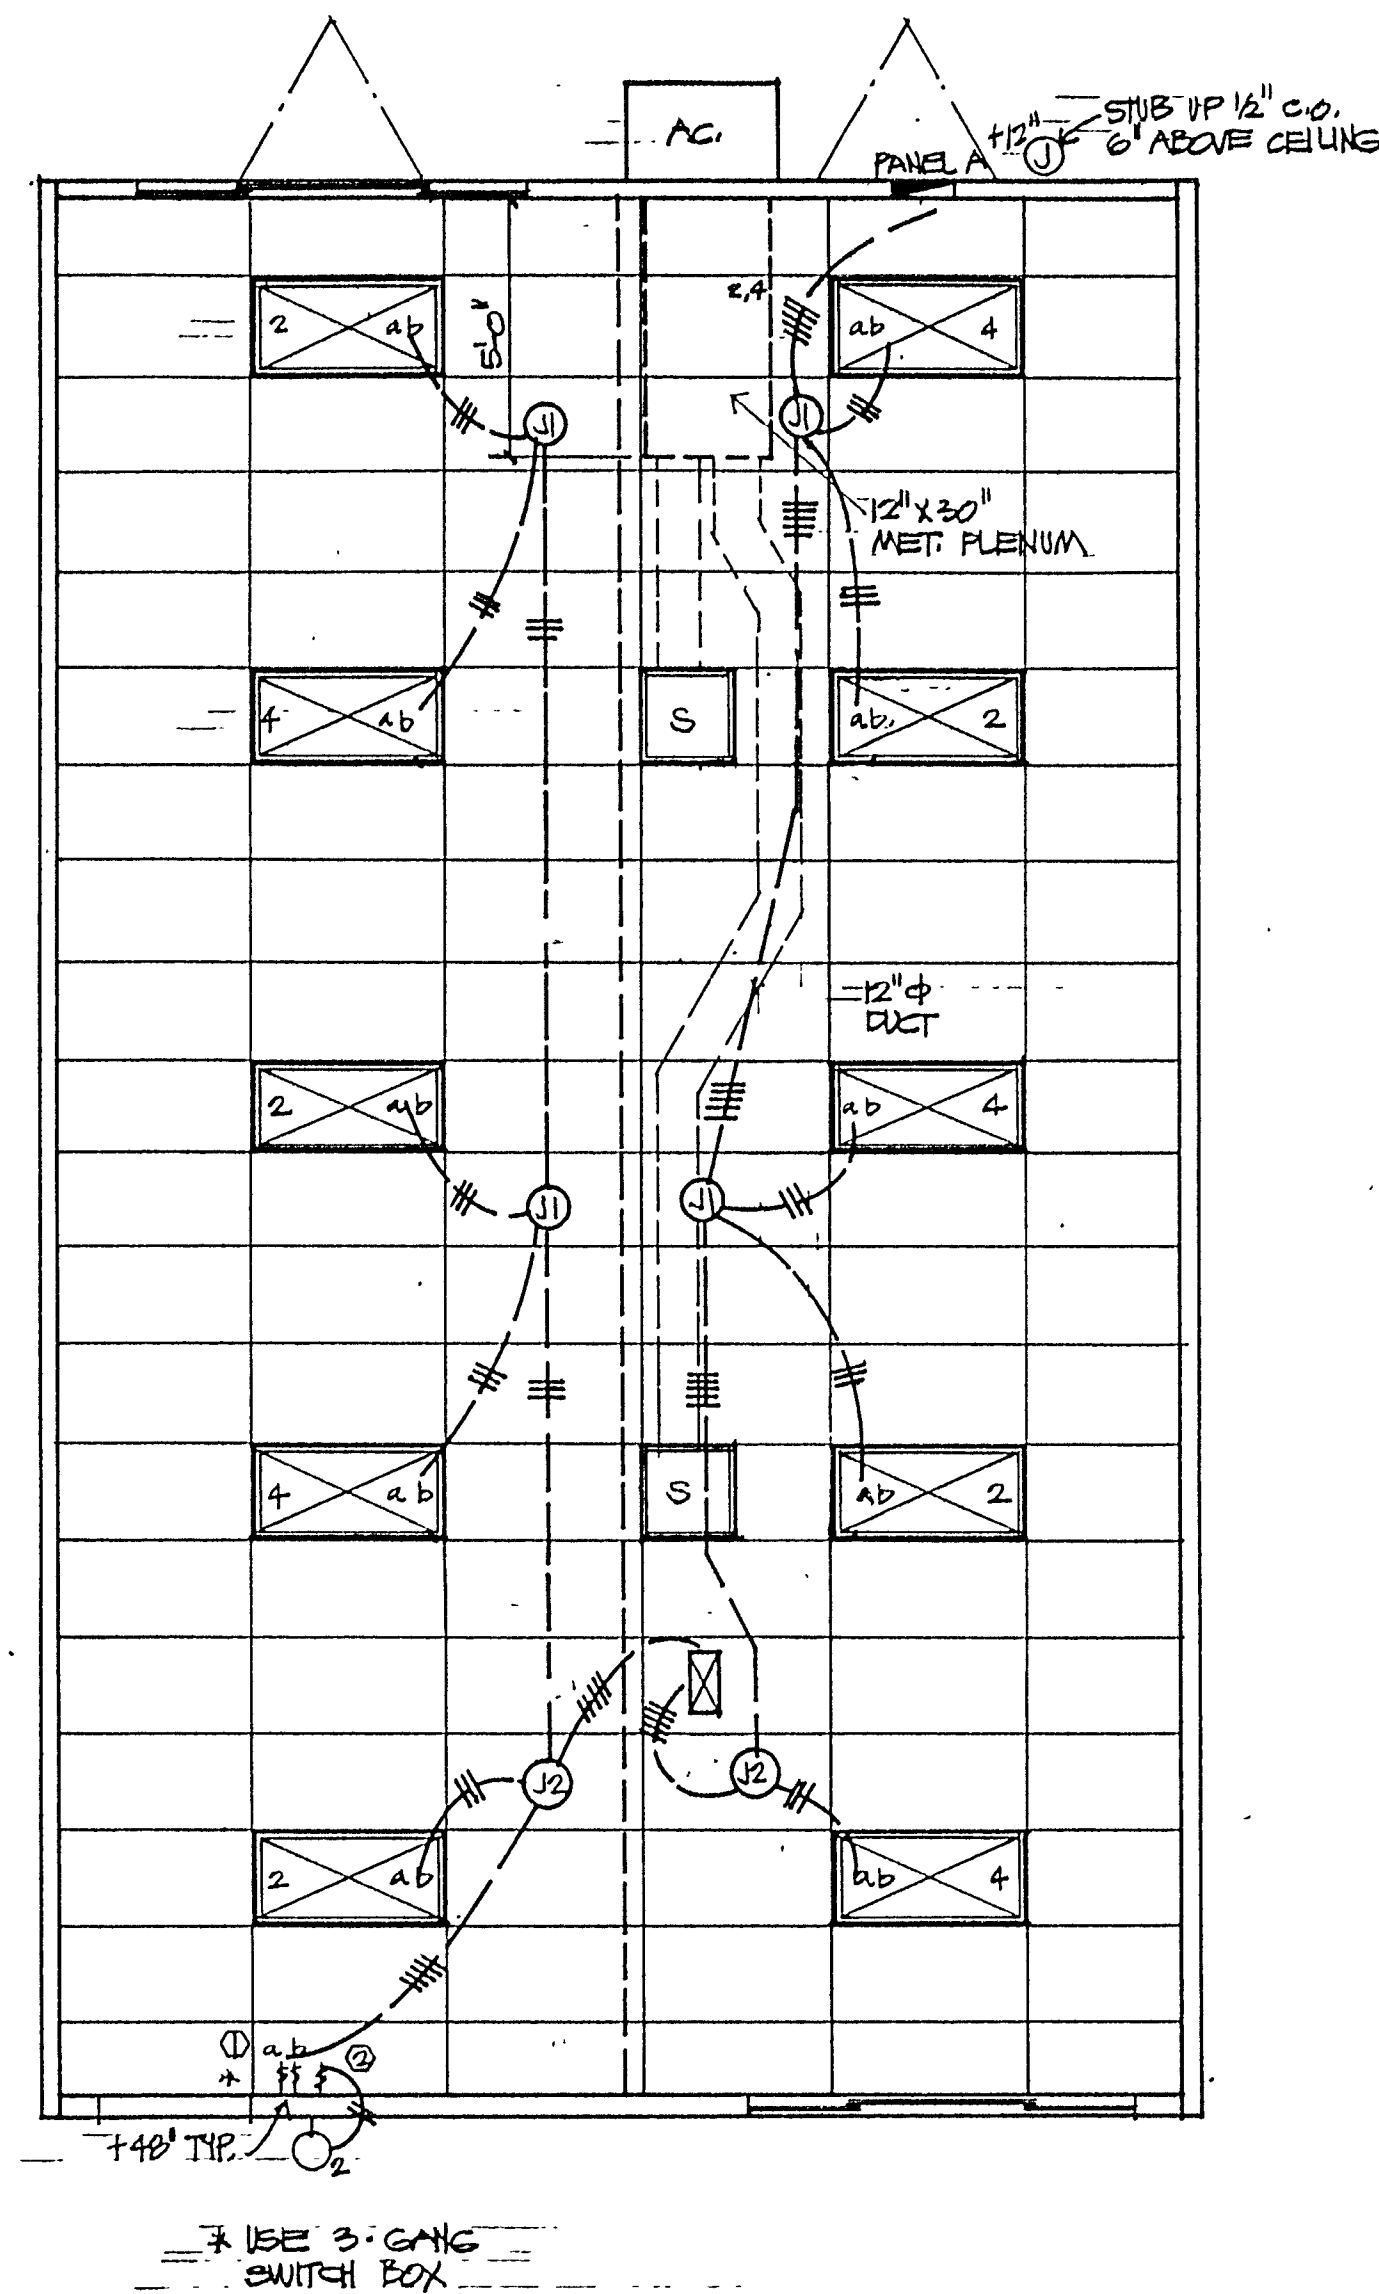 AC.
STUB UP 1/2" C.O.
6" ABOVE CEILING
+12"
J
PANEL A
2 ab
5'-0"
2,4
ab 4
J1
J1
12" X 30"
MET. PLENUM
4 ab
S
ab. 2
12" ϕ
DUCT
2 ab
ab 4
J1
J1
4 ab
S
ab 2
J2
J2
2 ab
ab 4
1 a b 2
*
+48" TYP.
2
* USE 3-GANG
SWITCH BOX